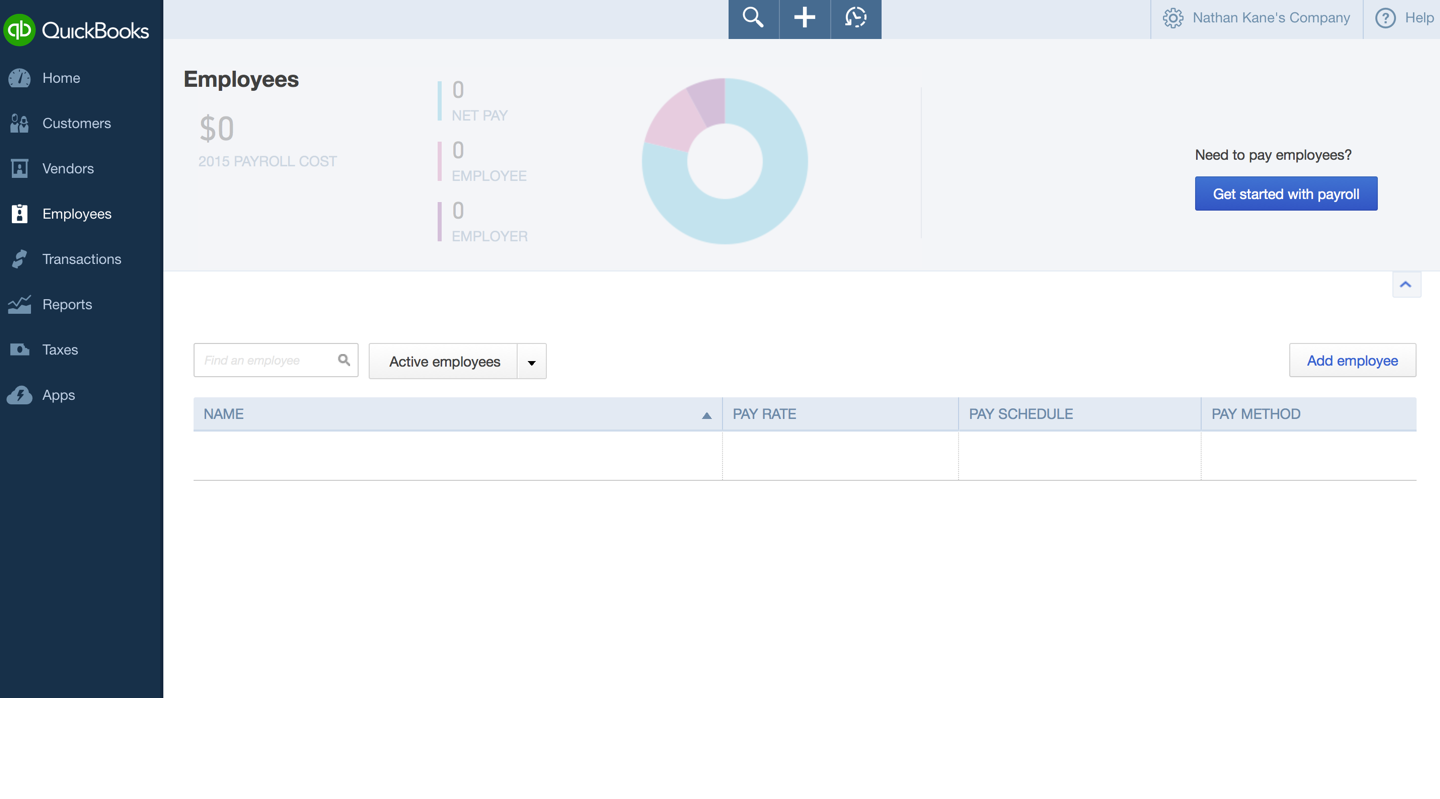 QuickBooks
Nathan Kane's Company
Help
Home
Customers
Vendors
Employees
Transactions
Reports
Taxes
Apps
Employees
$0
2015 PAYROLL COST
0
NET PAY
0
EMPLOYEE
0
EMPLOYER
Need to pay employees?
Get started with payroll
Find an employee
Active employees
Add employee
NAME PAY RATE PAY SCHEDULE PAY METHOD